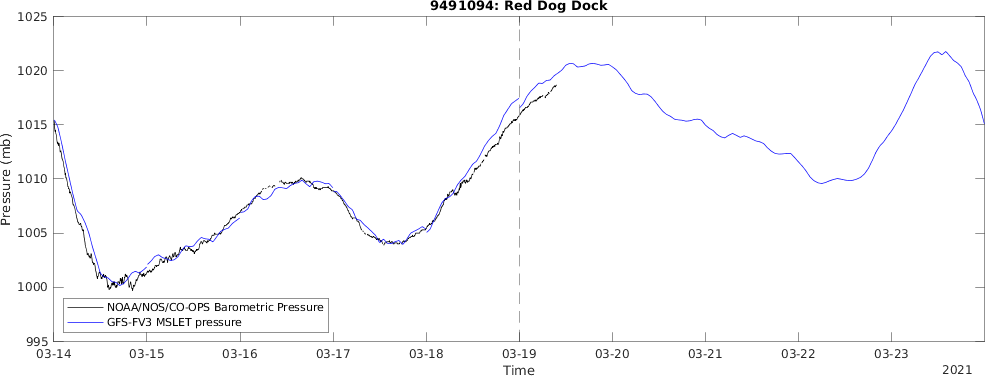 9491094: Red Dog Dock
Pressure (mb)
1025
1020
1015
1010
1005
1000
995
NOAA/NOS/CO-OPS Barometric Pressure
GFS-FV3 MSLET pressure
03-14 03-15 03-16 03-17 03-18 03-19 03-20 03-21 03-22 03-23
Time
2021